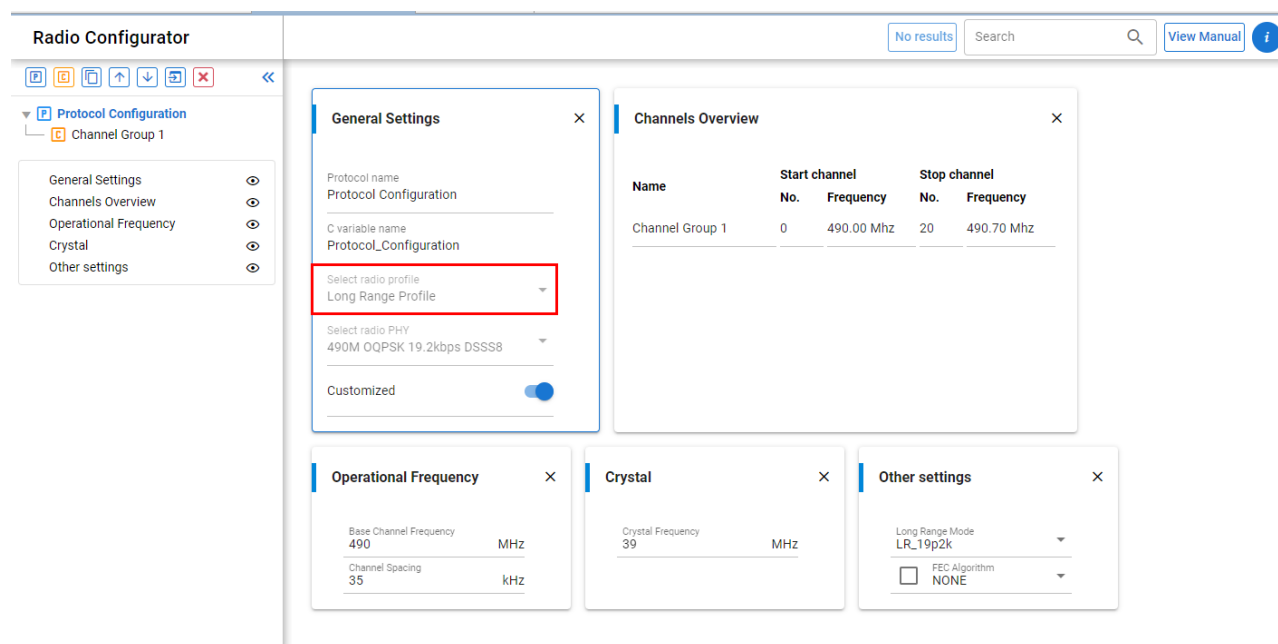 Radio Configurator
No results
Search
View Manual
i
P C
Protocol Configuration
P
Channel Group 1
C
General Settings
Channels Overview
Operational Frequency
Crystal
Other settings
General Settings
Protocol name
Protocol Configuration
C variable name
Protocol_Configuration
Select radio profile
Long Range Profile
Select radio PHY
490M OQPSK 19.2kbps DSSS8
Customized
Channels Overview
Name
Start channel
Stop channel
No. Frequency No. Frequency
Channel Group 1 0 490.00 Mhz 20 490.70 Mhz
Operational Frequency
Base Channel Frequency
490 MHz
Channel Spacing
35 kHz
Crystal
Crystal Frequency
39 MHz
Other settings
Long Range Mode
LR_19p2k
FEC Algorithm
NONE